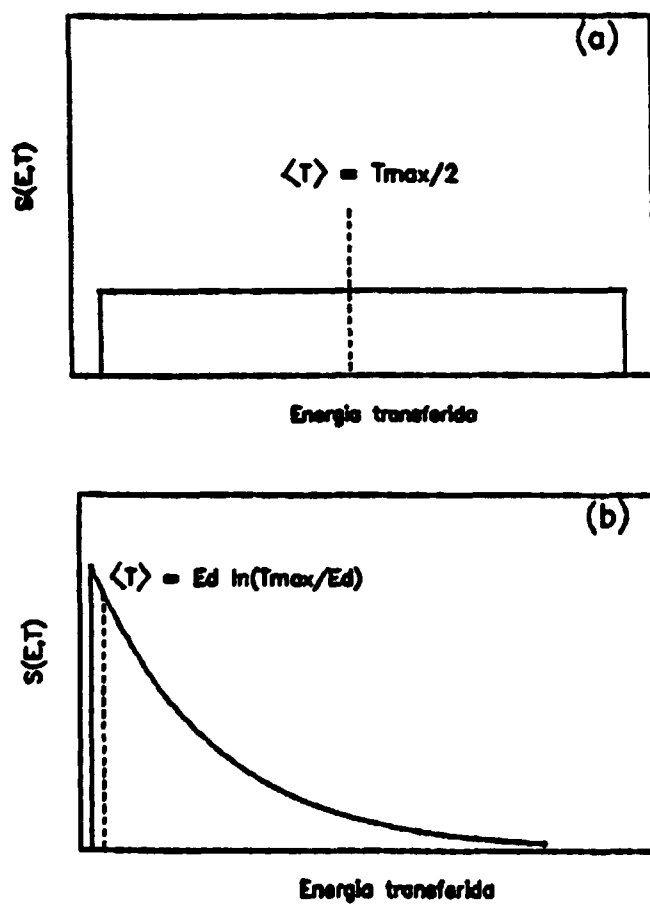 (a)
S(E,T)
⟨T⟩ = Tmax/2
Energia transferida
(b)
S(E,T)
⟨T⟩ = Ed ln(Tmax/Ed)
Energia transferida